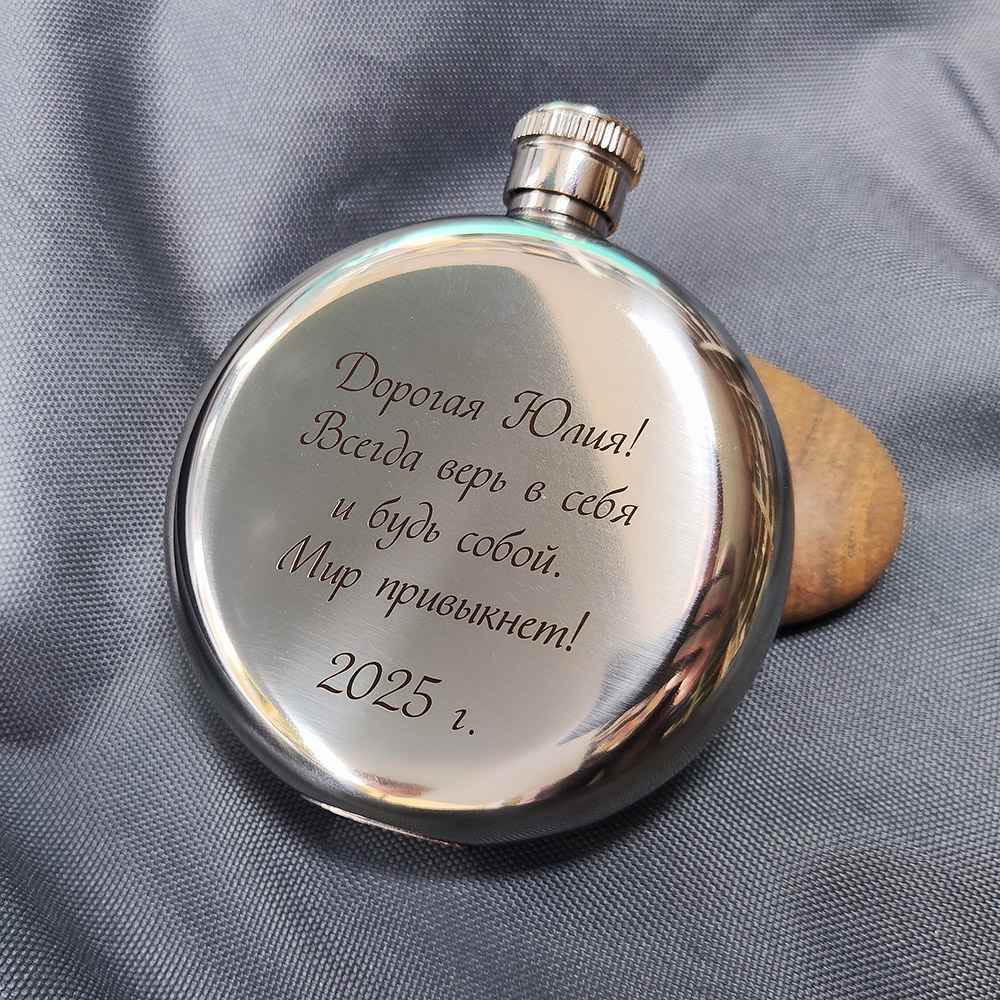 Дорогая Юлия!
Всегда верь в себя
и будь собой.
Мир привыкнет!
2025 г.